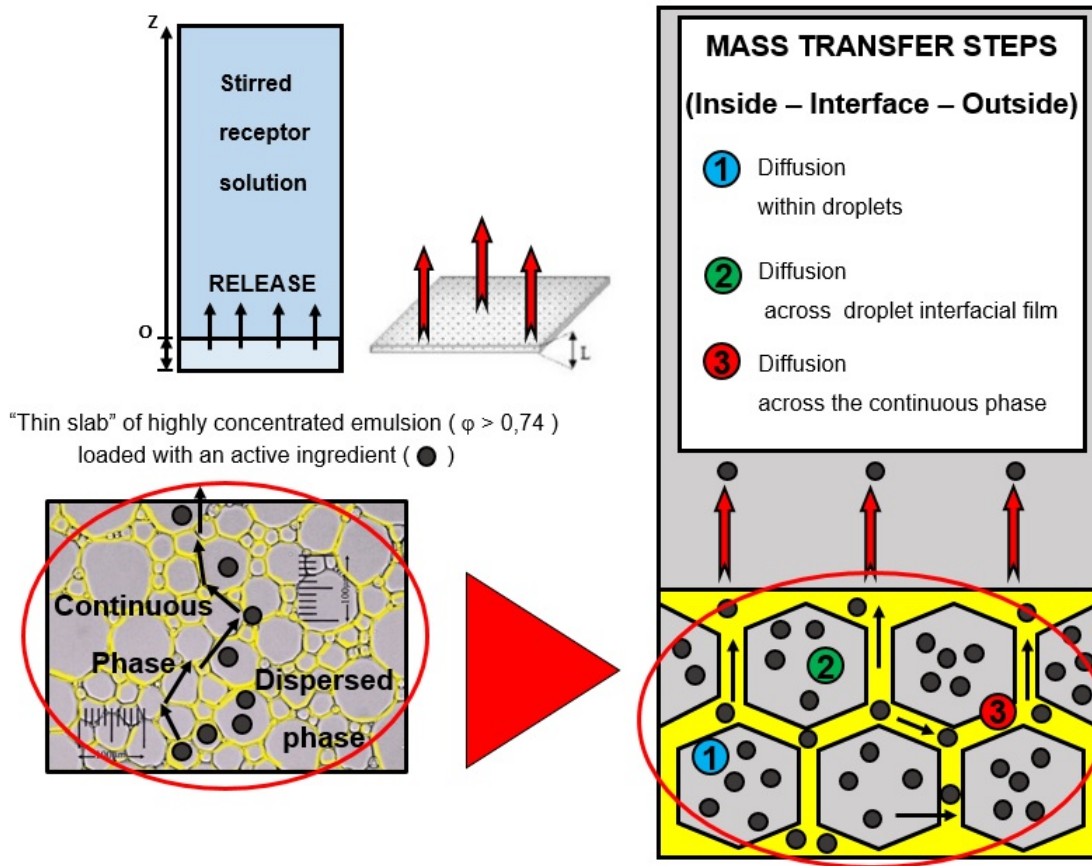 Z
Stirred
receptor
solution
RELEASE
O
L
“Thin slab” of highly concentrated emulsion ( φ > 0,74 )
loaded with an active ingredient ( )
Continuous
Phase
Dispersed
phase
100µm
100µm
MASS TRANSFER STEPS
(Inside – Interface – Outside)
1 Diffusion
within droplets
2 Diffusion
across droplet interfacial film
3 Diffusion
across the continuous phase
2
3
1